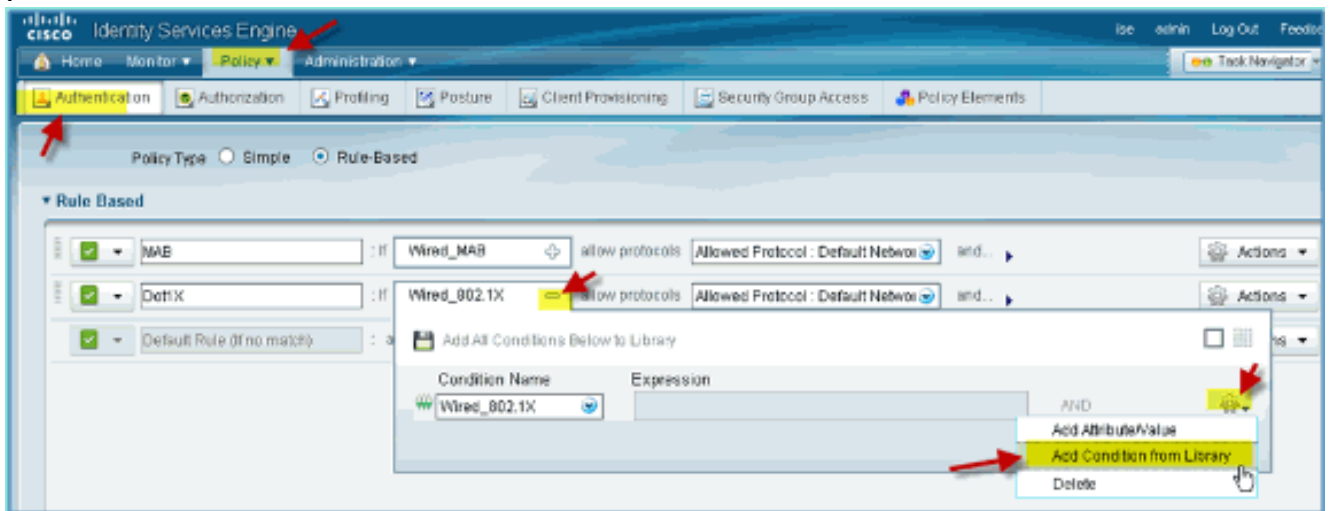 cisco Identity Services Engine ise admin Log Out Feedb
Home Monitor Policy Administration Task Navigator
Authentication Authorization Profiling Posture Client Provisioning Security Group Access Policy Elements
Policy Type Simple Rule-Based
Rule Based
MAB : If Wired_MAB allow protocols Allowed Protocol : Default Networ and.. Actions
Dot1X : If Wired_802.1X allow protocols Allowed Protocol : Default Networ and.. Actions
Default Rule (If no match) : a ns
Add All Conditions Below to Library
Condition Name Expression
Wired_802.1X AND
Add Attribute/Value
Add Condition from Library
Delete